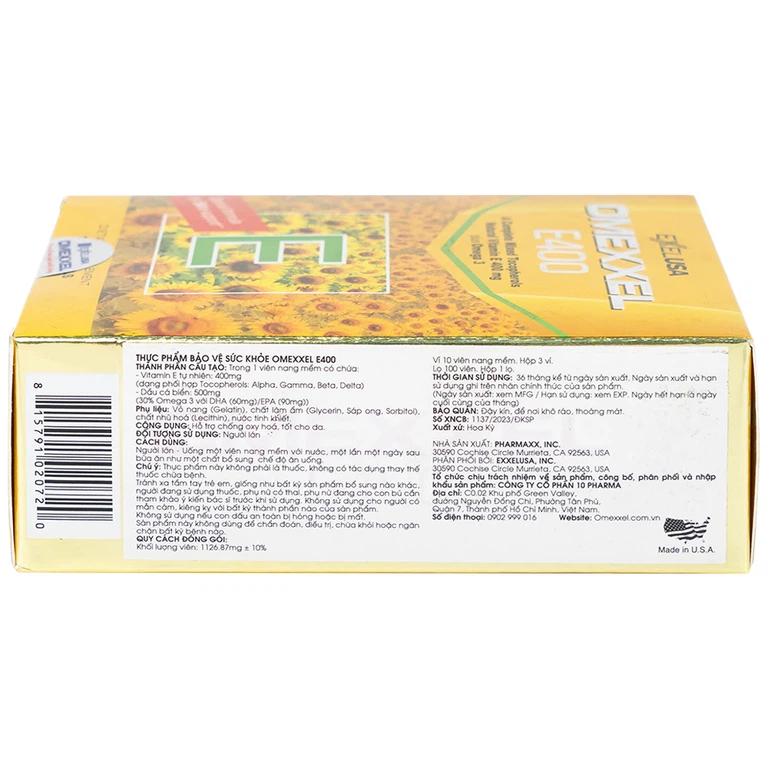 EXXELUSA
OMEXXEL
E400
A Complete Mixed Tocopherols
Natural Vitamin E 400 mg
with Omega 3
E
OMEXXEL
8 15791 02072 0
THỰC PHẨM BẢO VỆ SỨC KHỎE OMEXXEL E400
THÀNH PHẦN CẤU TẠO: Trong 1 viên nang mềm có chứa:
- Vitamin E tự nhiên: 400mg
(dạng phối hợp Tocopherols: Alpha, Gamma, Beta, Delta)
- Dầu cá biển: 500mg
(30% Omega 3 với DHA (60mg)/EPA (90mg))
Phụ liệu: Vỏ nang (Gelatin), chất làm ẩm (Glycerin, Sáp ong, Sorbitol),
chất nhũ hoá (Lecithin), nước tinh khiết.
CÔNG DỤNG: Hỗ trợ chống oxy hoá, tốt cho da.
ĐỐI TƯỢNG SỬ DỤNG: Người lớn
CÁCH DÙNG:
Người lớn - Uống một viên nang mềm với nước, một lần một ngày sau
bữa ăn như một chất bổ sung chế độ ăn uống.
Chú ý: Thực phẩm này không phải là thuốc, không có tác dụng thay thế
thuốc chữa bệnh.
Tránh xa tầm tay trẻ em, giống như bất kỳ sản phẩm bổ sung nào khác,
người đang sử dụng thuốc, phụ nữ có thai, phụ nữ đang cho con bú cần
tham khảo ý kiến bác sĩ trước khi sử dụng. Không sử dụng cho người có
mẫn cảm, kiêng kỵ với bất kỳ thành phần nào của sản phẩm.
Không sử dụng nếu con dấu an toàn bị hỏng hoặc bị mất.
Sản phẩm này không dùng để chẩn đoán, điều trị, chữa khỏi hoặc ngăn
chặn bất kỳ bệnh nào.
QUY CÁCH ĐÓNG GÓI:
Khối lượng viên: 1126.87mg ± 10%
Vỉ 10 viên nang mềm. Hộp 3 vỉ.
Lọ 100 viên. Hộp 1 lọ.
THỜI GIAN SỬ DỤNG: 36 tháng kể từ ngày sản xuất. Ngày sản xuất và hạn
sử dụng ghi trên nhãn chính thức của sản phẩm.
(Ngày sản xuất: xem MFG / Hạn sử dụng: xem EXP. Ngày hết hạn là ngày
cuối cùng của tháng)
BẢO QUẢN: Đậy kín, để nơi khô ráo, thoáng mát.
Số XNCB: 1137/2023/ĐKSP
Xuất xứ: Hoa Kỳ
NHÀ SẢN XUẤT: PHARMAXX, INC.
30590 Cochise Circle Murrieta, CA 92563, USA
PHÂN PHỐI BỞI: EXXELUSA, INC.
30590 Cochise Circle Murrieta, CA 92563, USA
Tổ chức chịu trách nhiệm về sản phẩm, công bố, phân phối và nhập
khẩu sản phẩm: CÔNG TY CỔ PHẦN 10 PHARMA
Địa chỉ: C0.02 Khu phố Green Valley,
đường Nguyễn Đổng Chi, Phường Tân Phú,
Quận 7, Thành phố Hồ Chí Minh, Việt Nam.
Số điện thoại: 0902 999 016 Website: Omexxel.com.vn
Made in U.S.A.